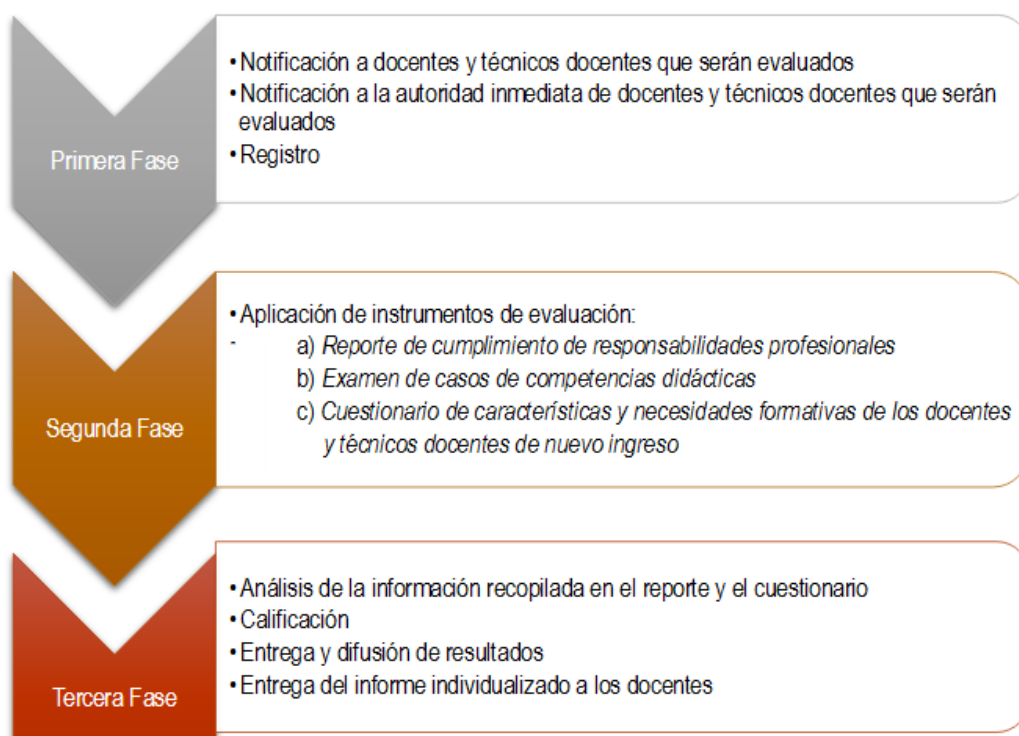 Primera Fase
•Notificación a docentes y técnicos docentes que serán evaluados
•Notificación a la autoridad inmediata de docentes y técnicos docentes que serán
evaluados
•Registro
Segunda Fase
•Aplicación de instrumentos de evaluación:
- a) Reporte de cumplimiento de responsabilidades profesionales
b) Examen de casos de competencias didácticas
c) Cuestionario de características y necesidades formativas de los docentes
y técnicos docentes de nuevo ingreso
Tercera Fase
•Análisis de la información recopilada en el reporte y el cuestionario
•Calificación
•Entrega y difusión de resultados
•Entrega del informe individualizado a los docentes